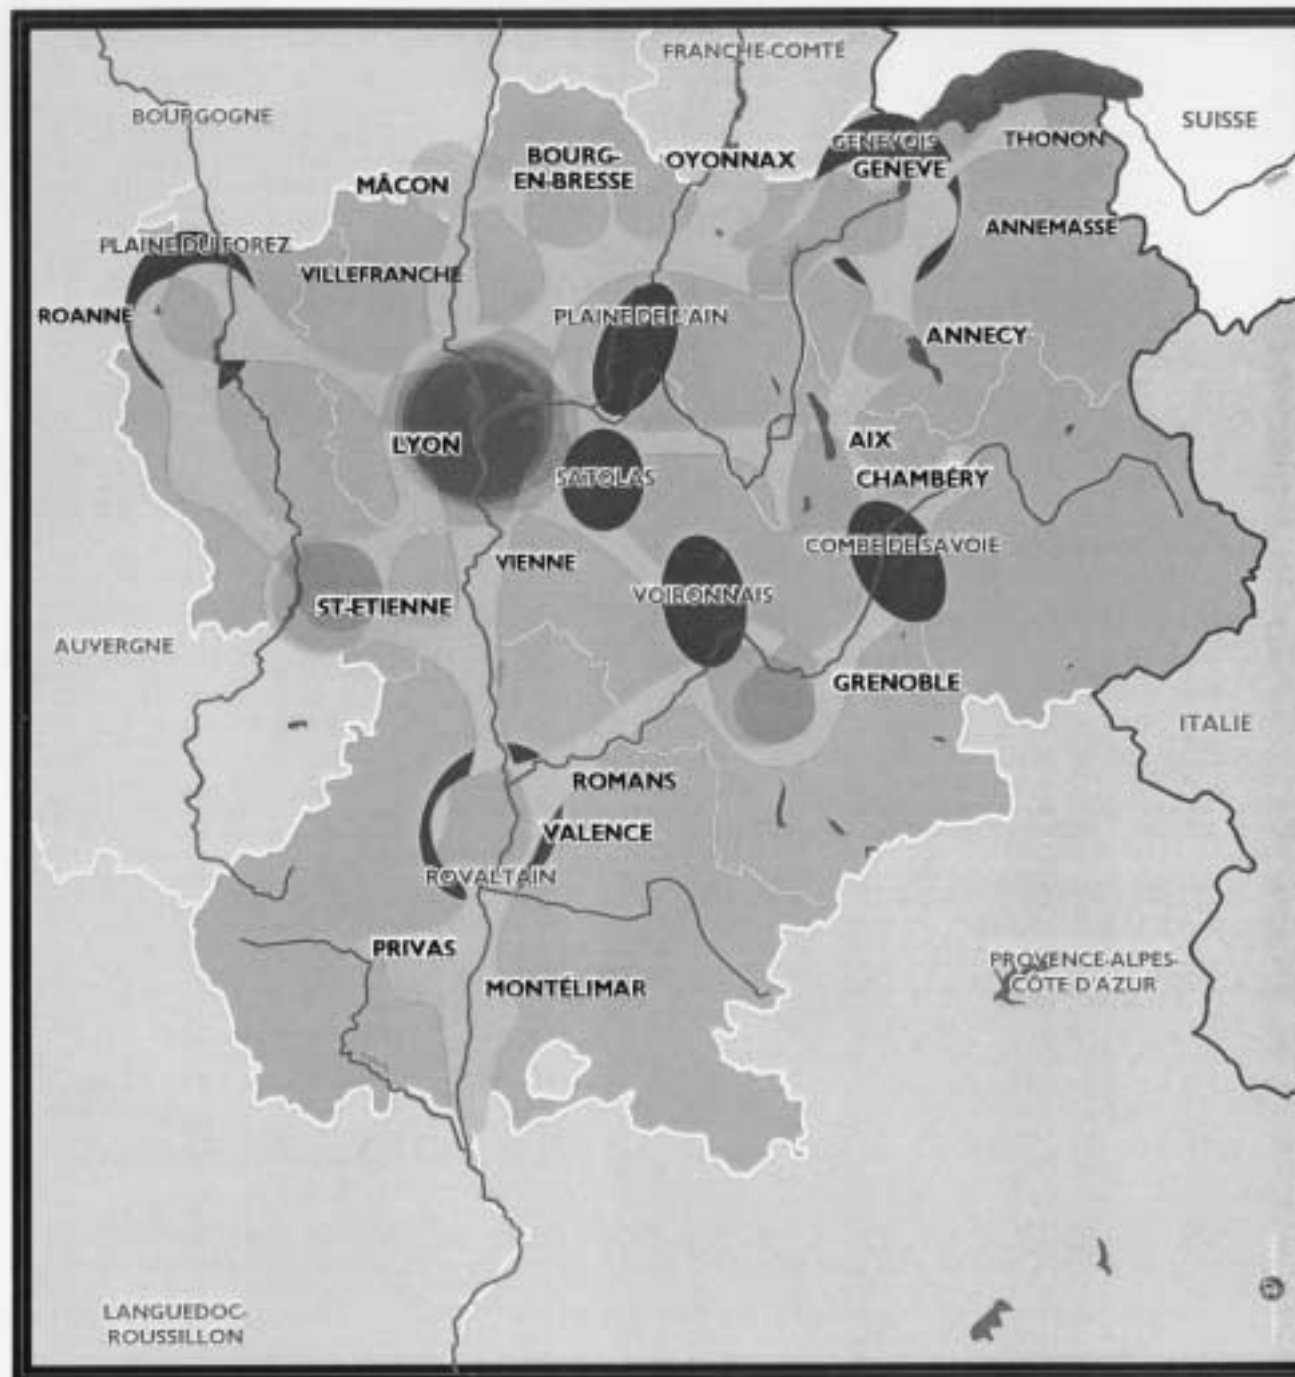 FRANCHE-COMTÉ
BOURGOGNE
SUISSE
GENEVOIS
THONON
BOURG-
EN-BRESSE
OYONNAX
GENEVE
MÂCON
ANNEMASSE
PLAINE DU FOREZ
VILLEFRANCHE
ROANNE
PLAINE DE L'AIN
ANNECY
LYON
AIX
SATOLAS
CHAMBÉRY
COMBE DE SAVOIE
VIENNE
VOIRONNAIS
ST-ETIENNE
AUVERGNE
GRENOBLE
ITALIE
ROMANS
VALENCE
ROVALTAIN
PRIVAS
PROVENCE-ALPES-
CÔTE D'AZUR
MONTÉLIMAR
LANGUEDOC-
ROUSSILLON